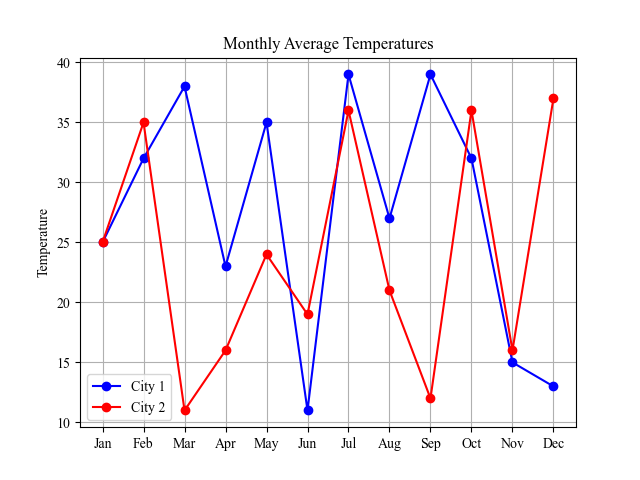 Monthly Average Temperatures
Temperature
40
35
30
25
20
15
10
City 1
City 2
Jan Feb Mar Apr May Jun Jul Aug Sep Oct Nov Dec